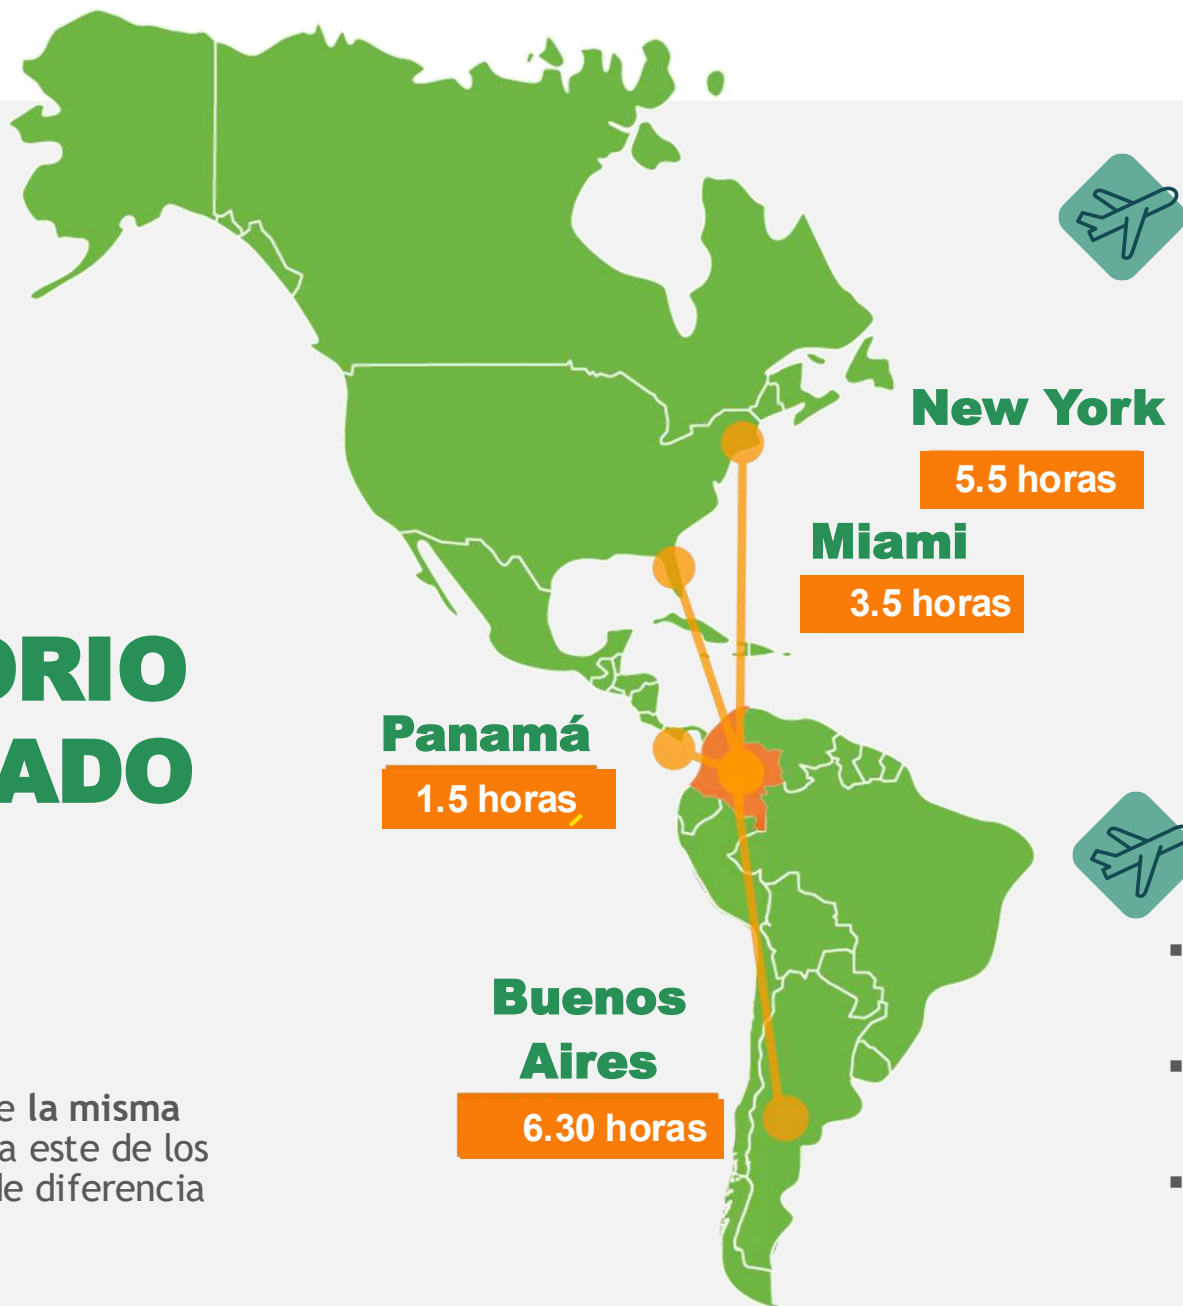 New York
5.5 horas
Miami
3.5 horas
ORIO
ADO
Panamá
1.5 horas
Buenos
Aires
6.30 horas
e la misma
a este de los
de diferencia